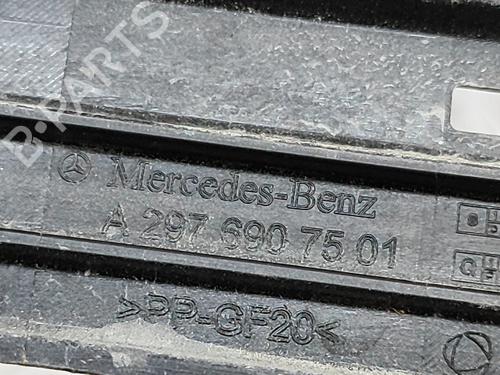 B-PARTS
Mercedes-Benz
A 297 690 75 01
>PP-GF20<